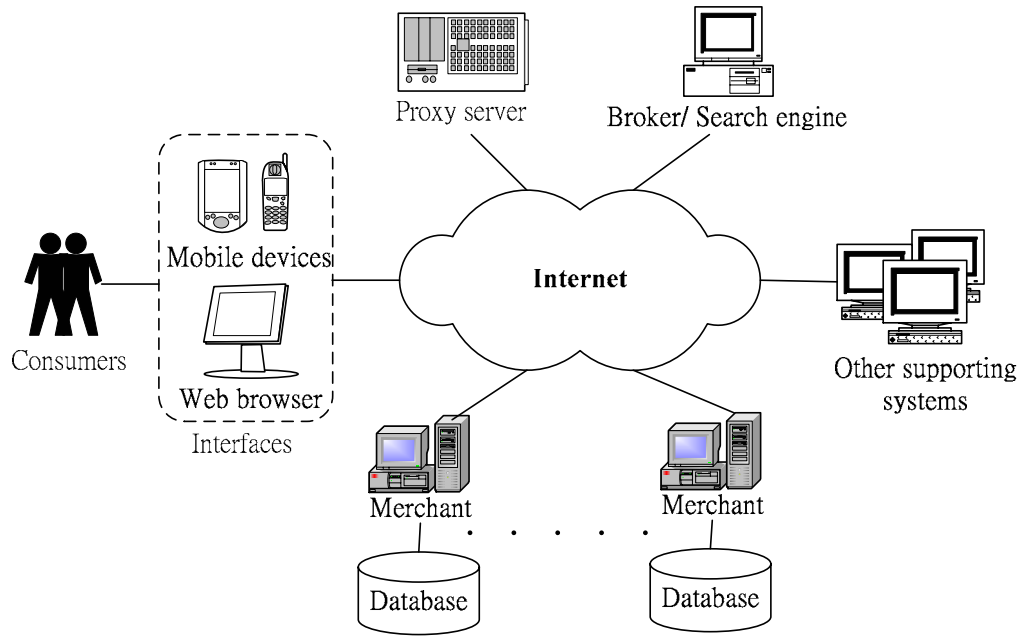 Proxy server
Broker/ Search engine
Mobile devices
Internet
Consumers
Web browser
Interfaces
Other supporting
systems
Merchant
Merchant
Database
Database